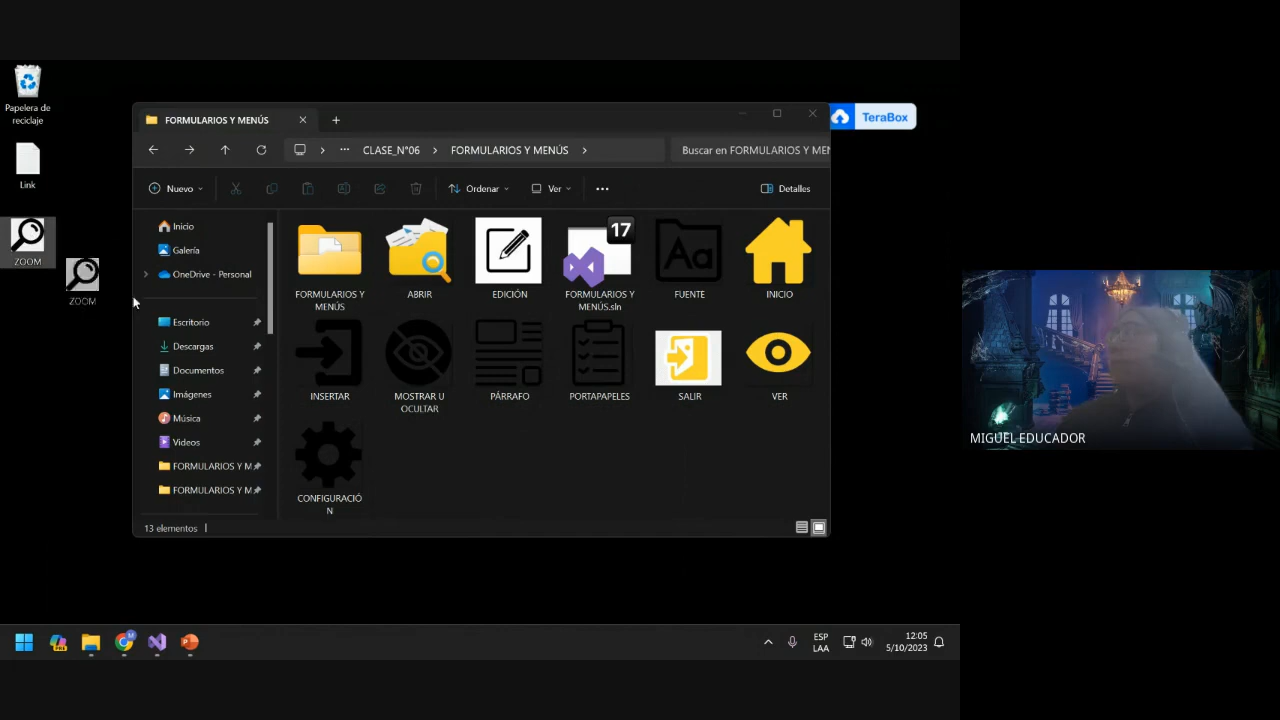 Papelera de
reciclaje
Link
ZOOM
ZOOM
FORMULARIOS Y MENÚS
TeraBox
CLASE_N°06
FORMULARIOS Y MENÚS
Buscar en FORMULARIOS Y MEN
Nuevo
Ordenar
Ver
Detalles
Inicio
Galería
OneDrive - Personal
Escritorio
Descargas
Documentos
Imágenes
Música
Videos
FORMULARIOS Y M
FORMULARIOS Y M
FORMULARIOS Y
MENÚS
ABRIR
EDICIÓN
17
FORMULARIOS Y
MENÚS.sln
Aa
FUENTE
INICIO
INSERTAR
MOSTRAR U
OCULTAR
PÁRRAFO
PORTAPAPELES
SALIR
VER
CONFIGURACIÓ
N
13 elementos
MIGUEL EDUCADOR
ESP
LAA
12:05
5/10/2023